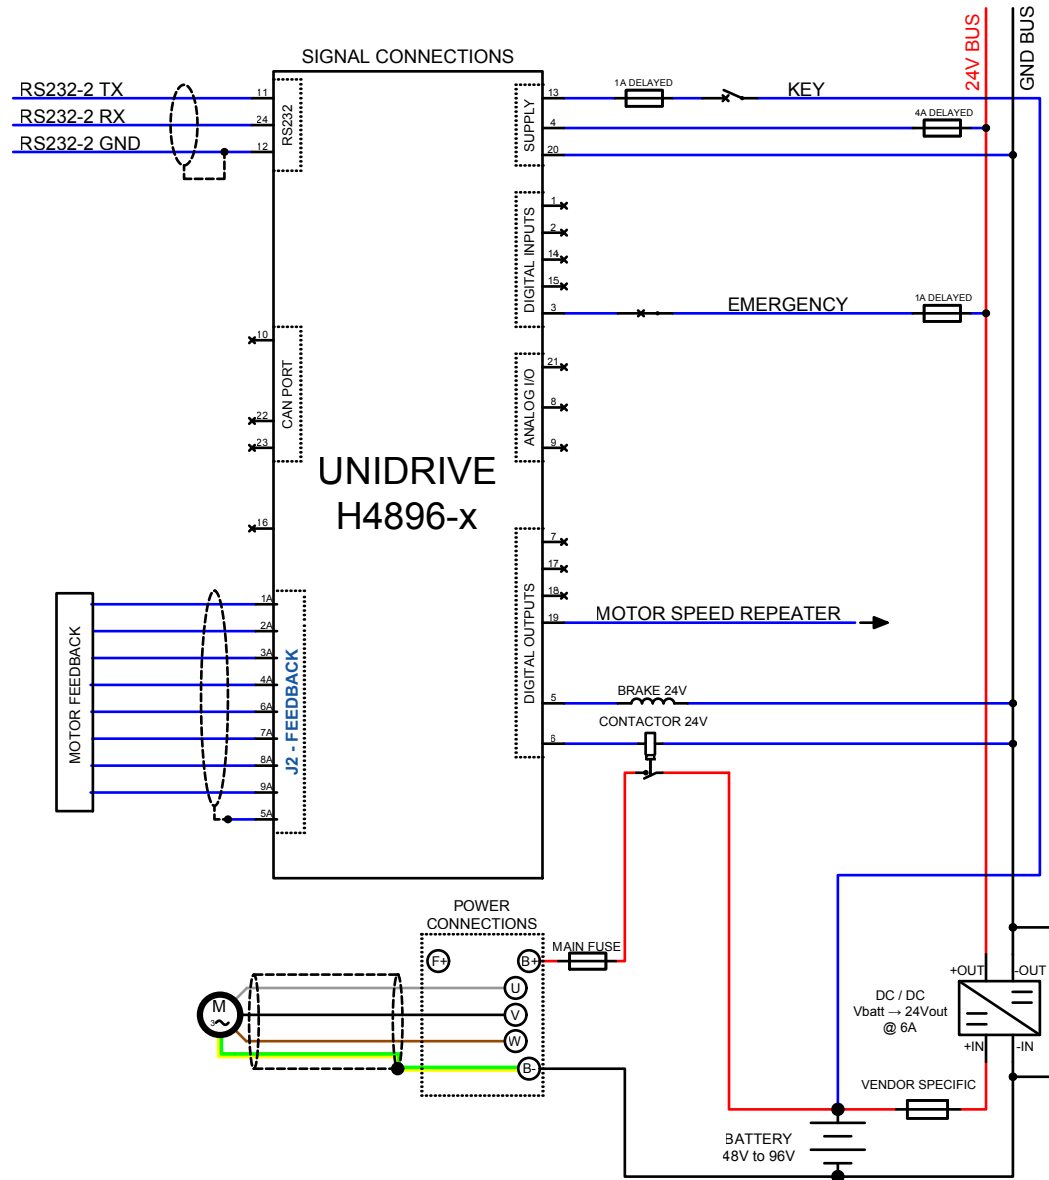 SIGNAL CONNECTIONS
24V BUS
GND BUS
RS232-2 TX
RS232-2 RX
RS232-2 GND
11
24
12
RS232
SUPPLY
13
4
20
1A DELAYED
KEY
4A DELAYED
DIGITAL INPUTS
1
2
14
15
3
EMERGENCY
1A DELAYED
10
22
23
CAN PORT
ANALOG I/O
21
8
9
UNIDRIVE
H4896-x
16
DIGITAL OUTPUTS
7
17
18
19
MOTOR SPEED REPEATER
5
BRAKE 24V
CONTACTOR 24V
6
MOTOR FEEDBACK
1A
2A
3A
4A
6A
7A
8A
9A
5A
J2 - FEEDBACK
POWER
CONNECTIONS
F+
B+
MAIN FUSE
U
V
W
B-
M
3
+OUT
-OUT
DC / DC
Vbatt → 24Vout
@ 6A
+IN
-IN
VENDOR SPECIFIC
BATTERY
48V to 96V